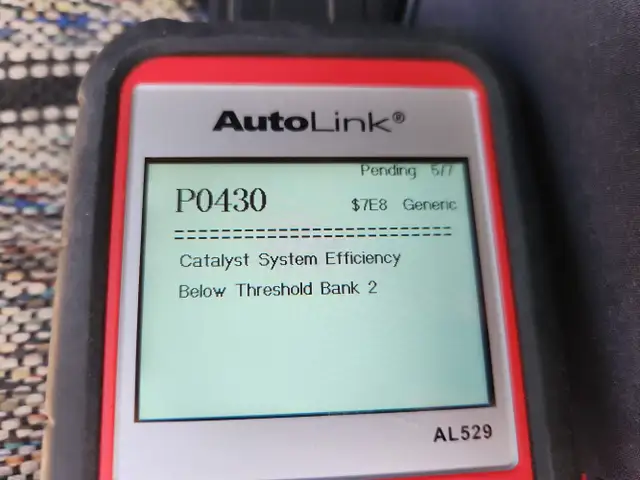 AutoLink®
Pending 5/7
P0430 $7E8 Generic
==========================
Catalyst System Efficiency
Below Threshold Bank 2
AL529